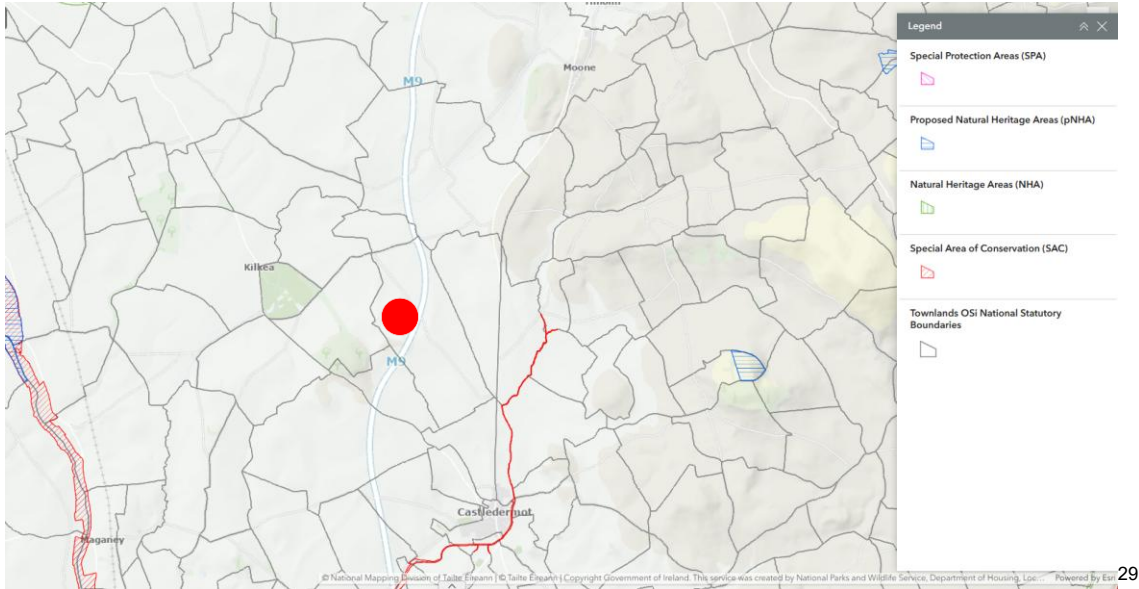 Moone
M9
Kilkea
M9
Castledermot
Maganey
Legend
Special Protection Areas (SPA)
Proposed Natural Heritage Areas (pNHA)
Natural Heritage Areas (NHA)
Special Area of Conservation (SAC)
Townlands OSi National Statutory
Boundaries
© National Mapping Division of Tailte Éireann | © Tailte Éireann | Copyright Government of Ireland. This service was created by National Parks and Wildlife Service, Department of Housing, Loc... Powered by Esri
29